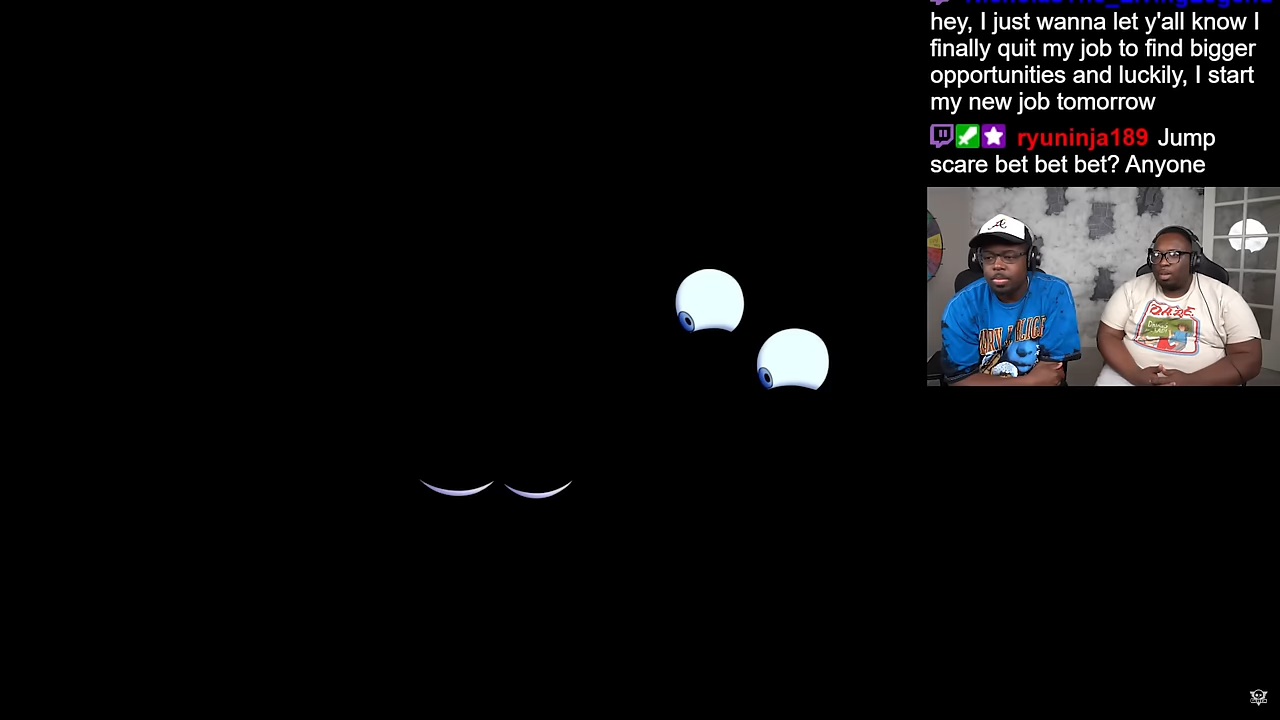 hey, I just wanna let y'all know I
finally quit my job to find bigger
opportunities and luckily, I start
my new job tomorrow
ryuninja189 Jump
scare bet bet bet? Anyone